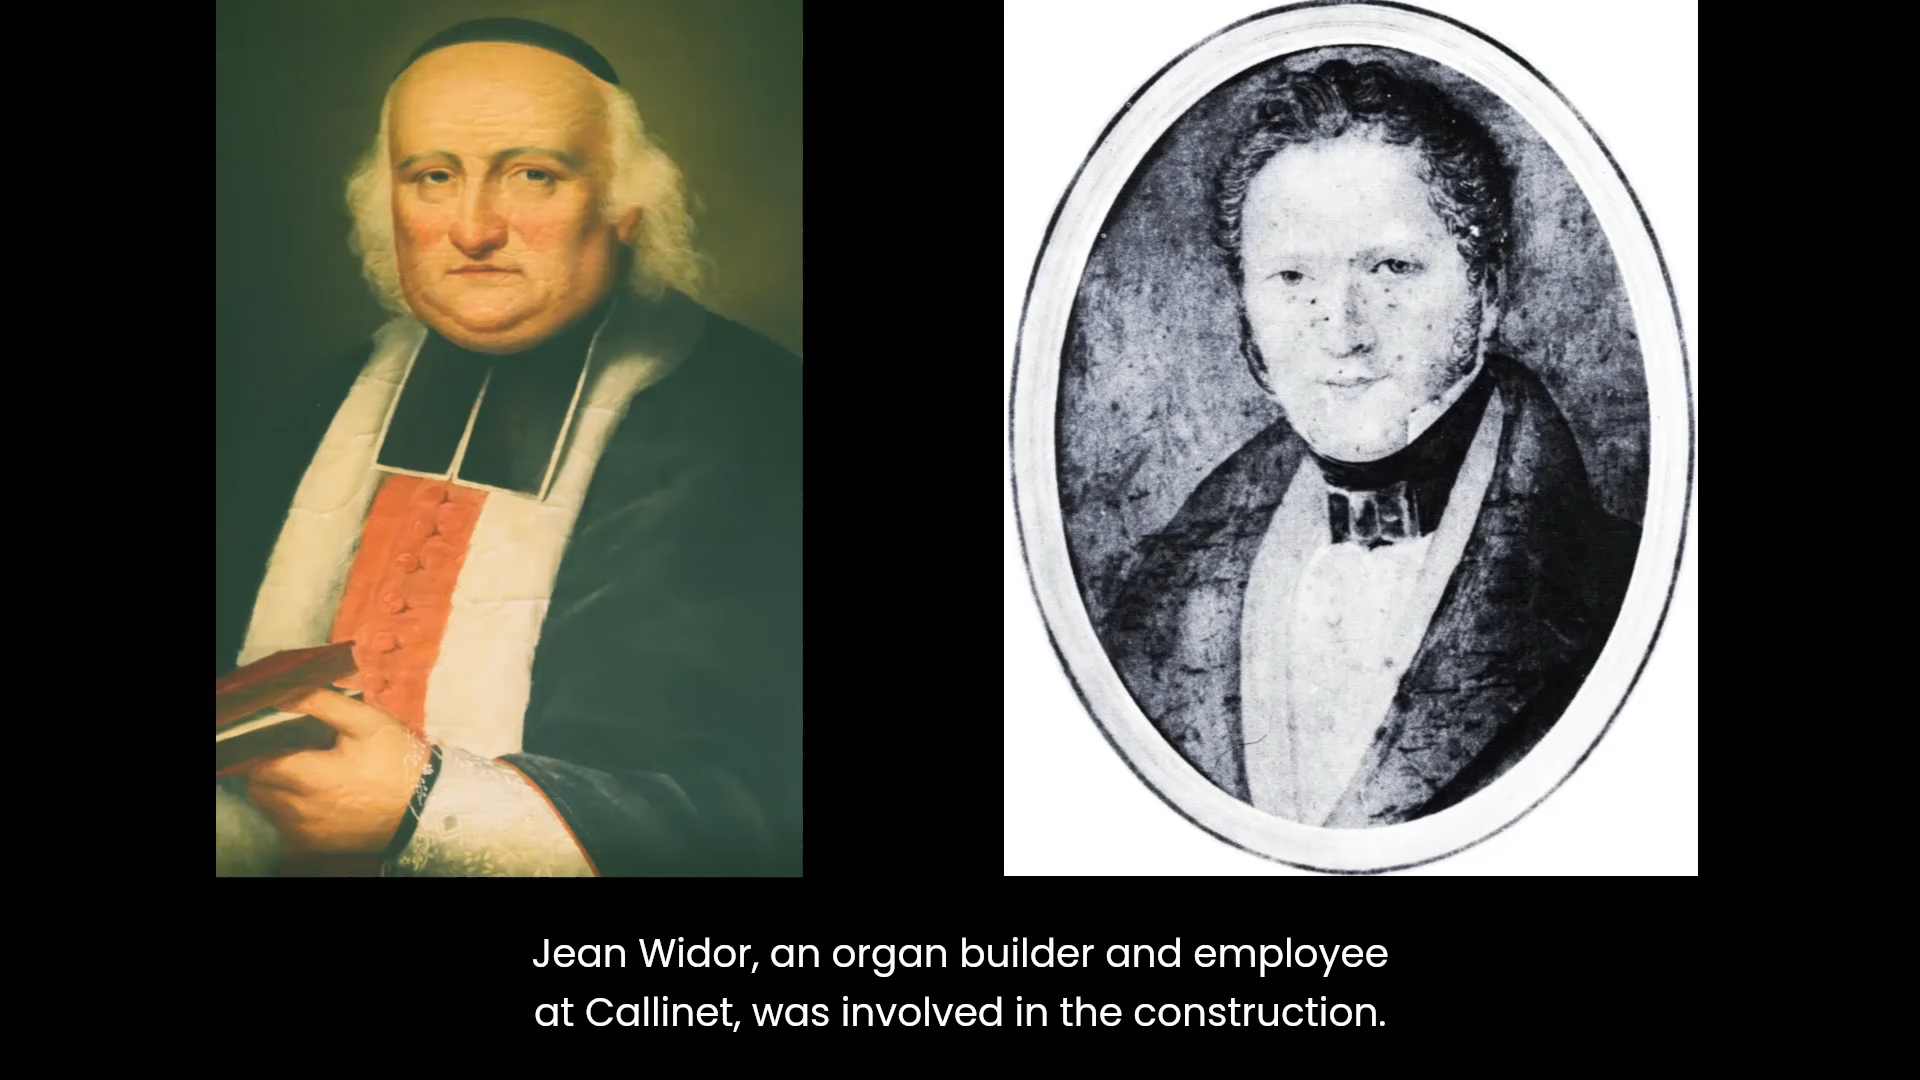 Jean Widor, an organ builder and employee
at Callinet, was involved in the construction.